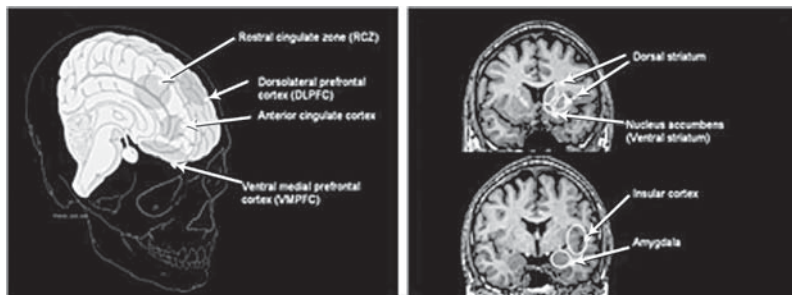 Rostral cingulate zone (RCZ)
Dorsolateral prefrontal
cortex (DLPFC)
Anterior cingulate cortex
Ventral medial prefrontal
cortex (VMPFC)
Dorsal striatum
Nucleus accumbens
(Ventral striatum)
Insular cortex
Amygdala